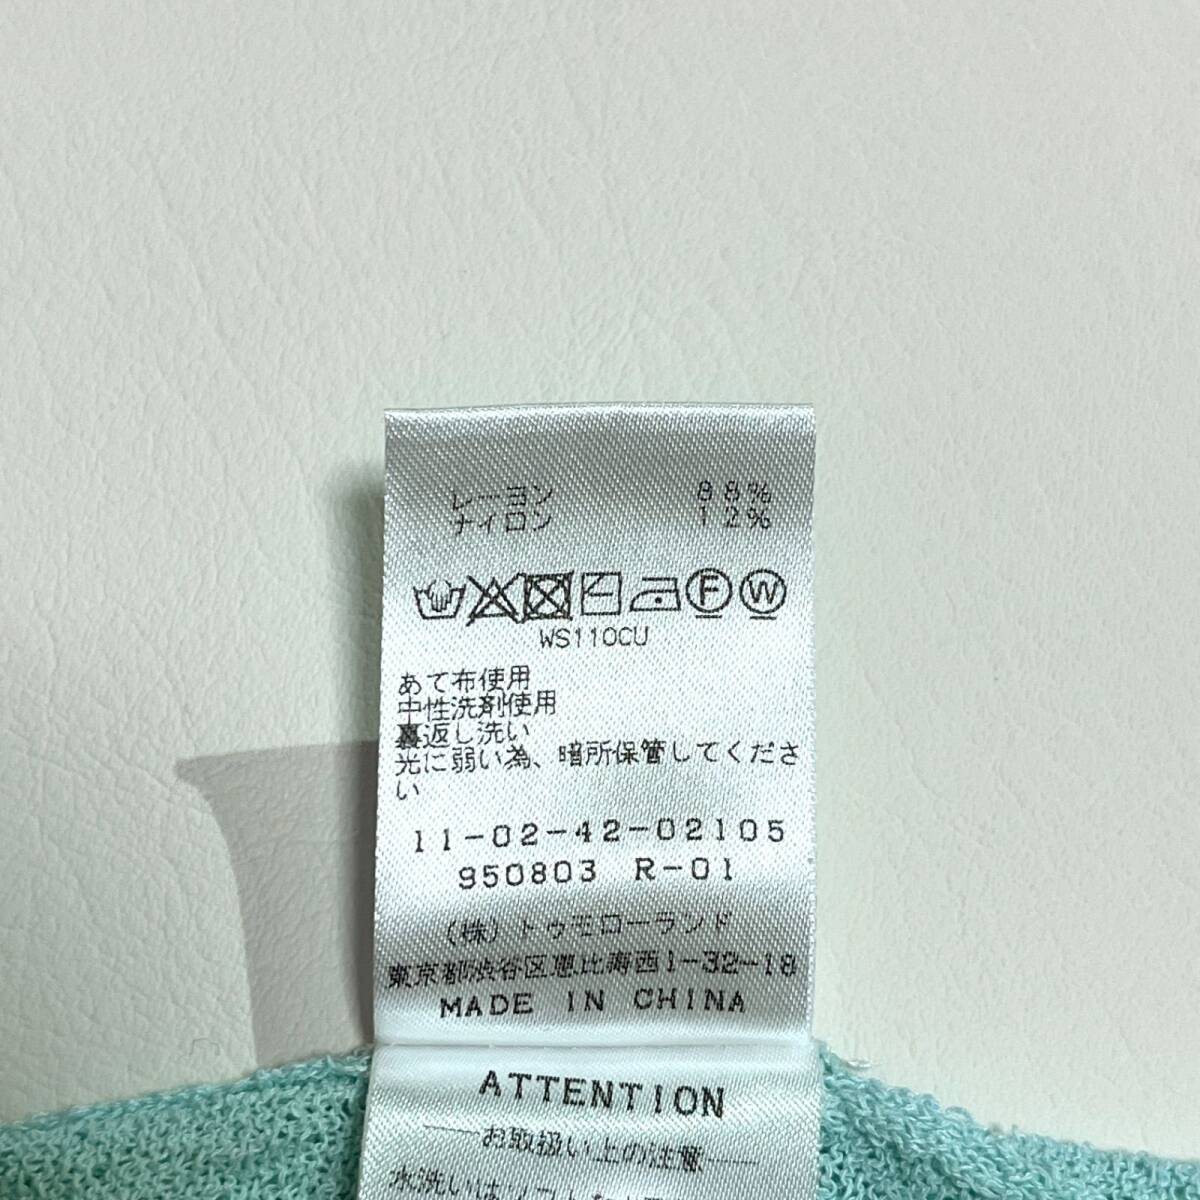 レーヨン 88%
ナイロン 12%
F W
WS110CU
あて布使用
中性洗剤使用
裏返し洗い
光に弱い為、暗所保管してくださ
い
11-02-42-02105
950803 R-01
(株)トゥモローランド
東京都渋谷区恵比寿西1-32-18
MADE IN CHINA
ATTENTION
お取扱い上の注意
水洗いは